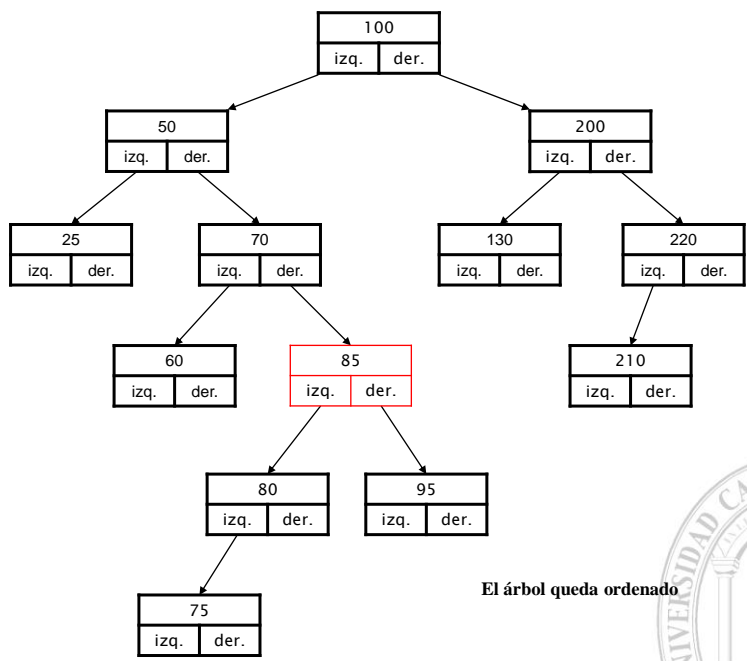 100
izq. der.
50
izq. der.
200
izq. der.
25
izq. der.
70
izq. der.
130
izq. der.
220
izq. der.
60
izq. der.
85
izq. der.
210
izq. der.
80
izq. der.
95
izq. der.
El árbol queda ordenado
75
izq. der.